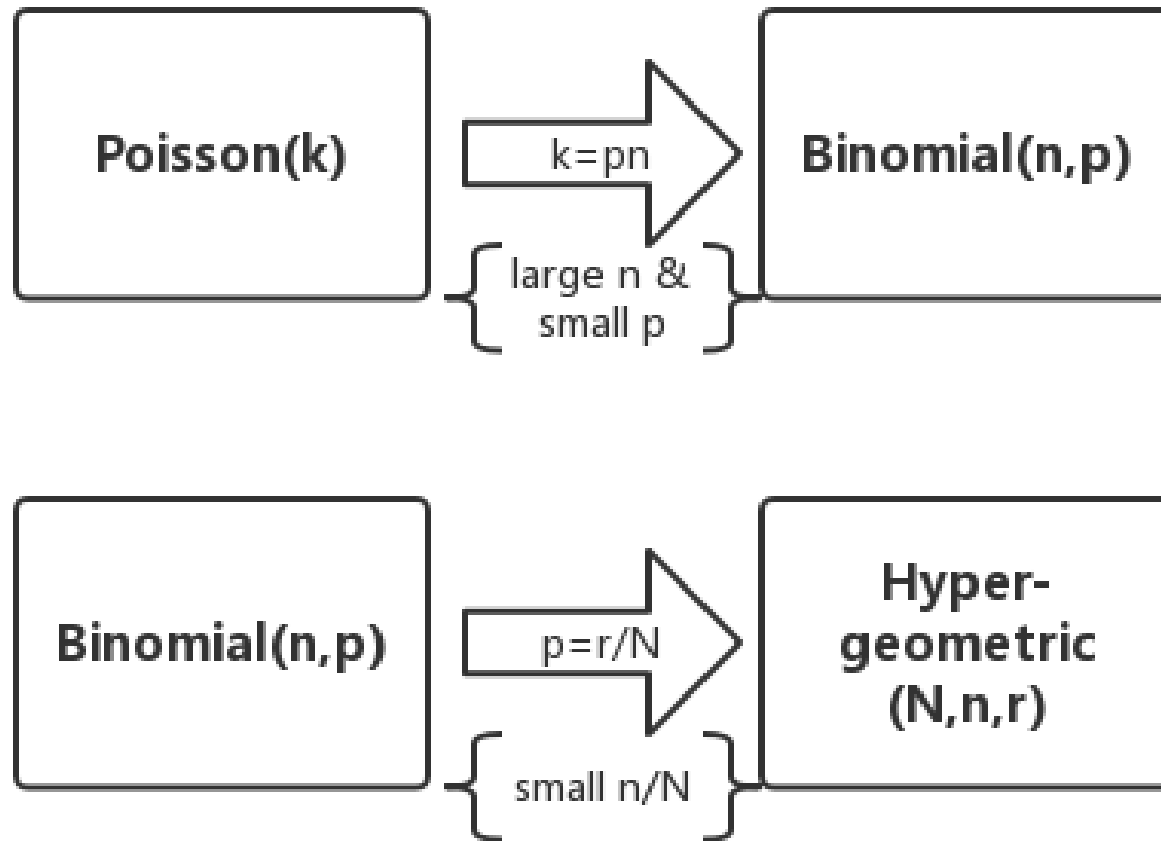 Poisson(k)
k=pn
Binomial(n,p)
large n &
small p
Binomial(n,p)
p=r/N
Hyper-
geometric
(N,n,r)
small n/N